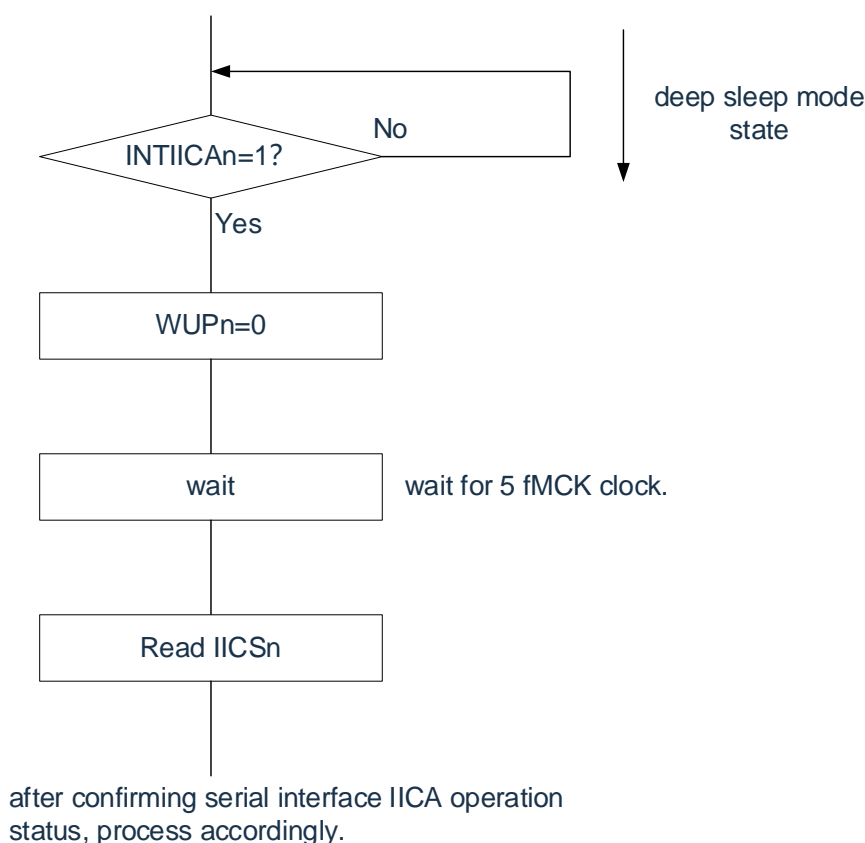 deep sleep mode
state
No
INTIICAn=1?
Yes
WUPn=0
wait
wait for 5 fMCK clock.
Read IICSn
after confirming serial interface IICA operation
status, process accordingly.